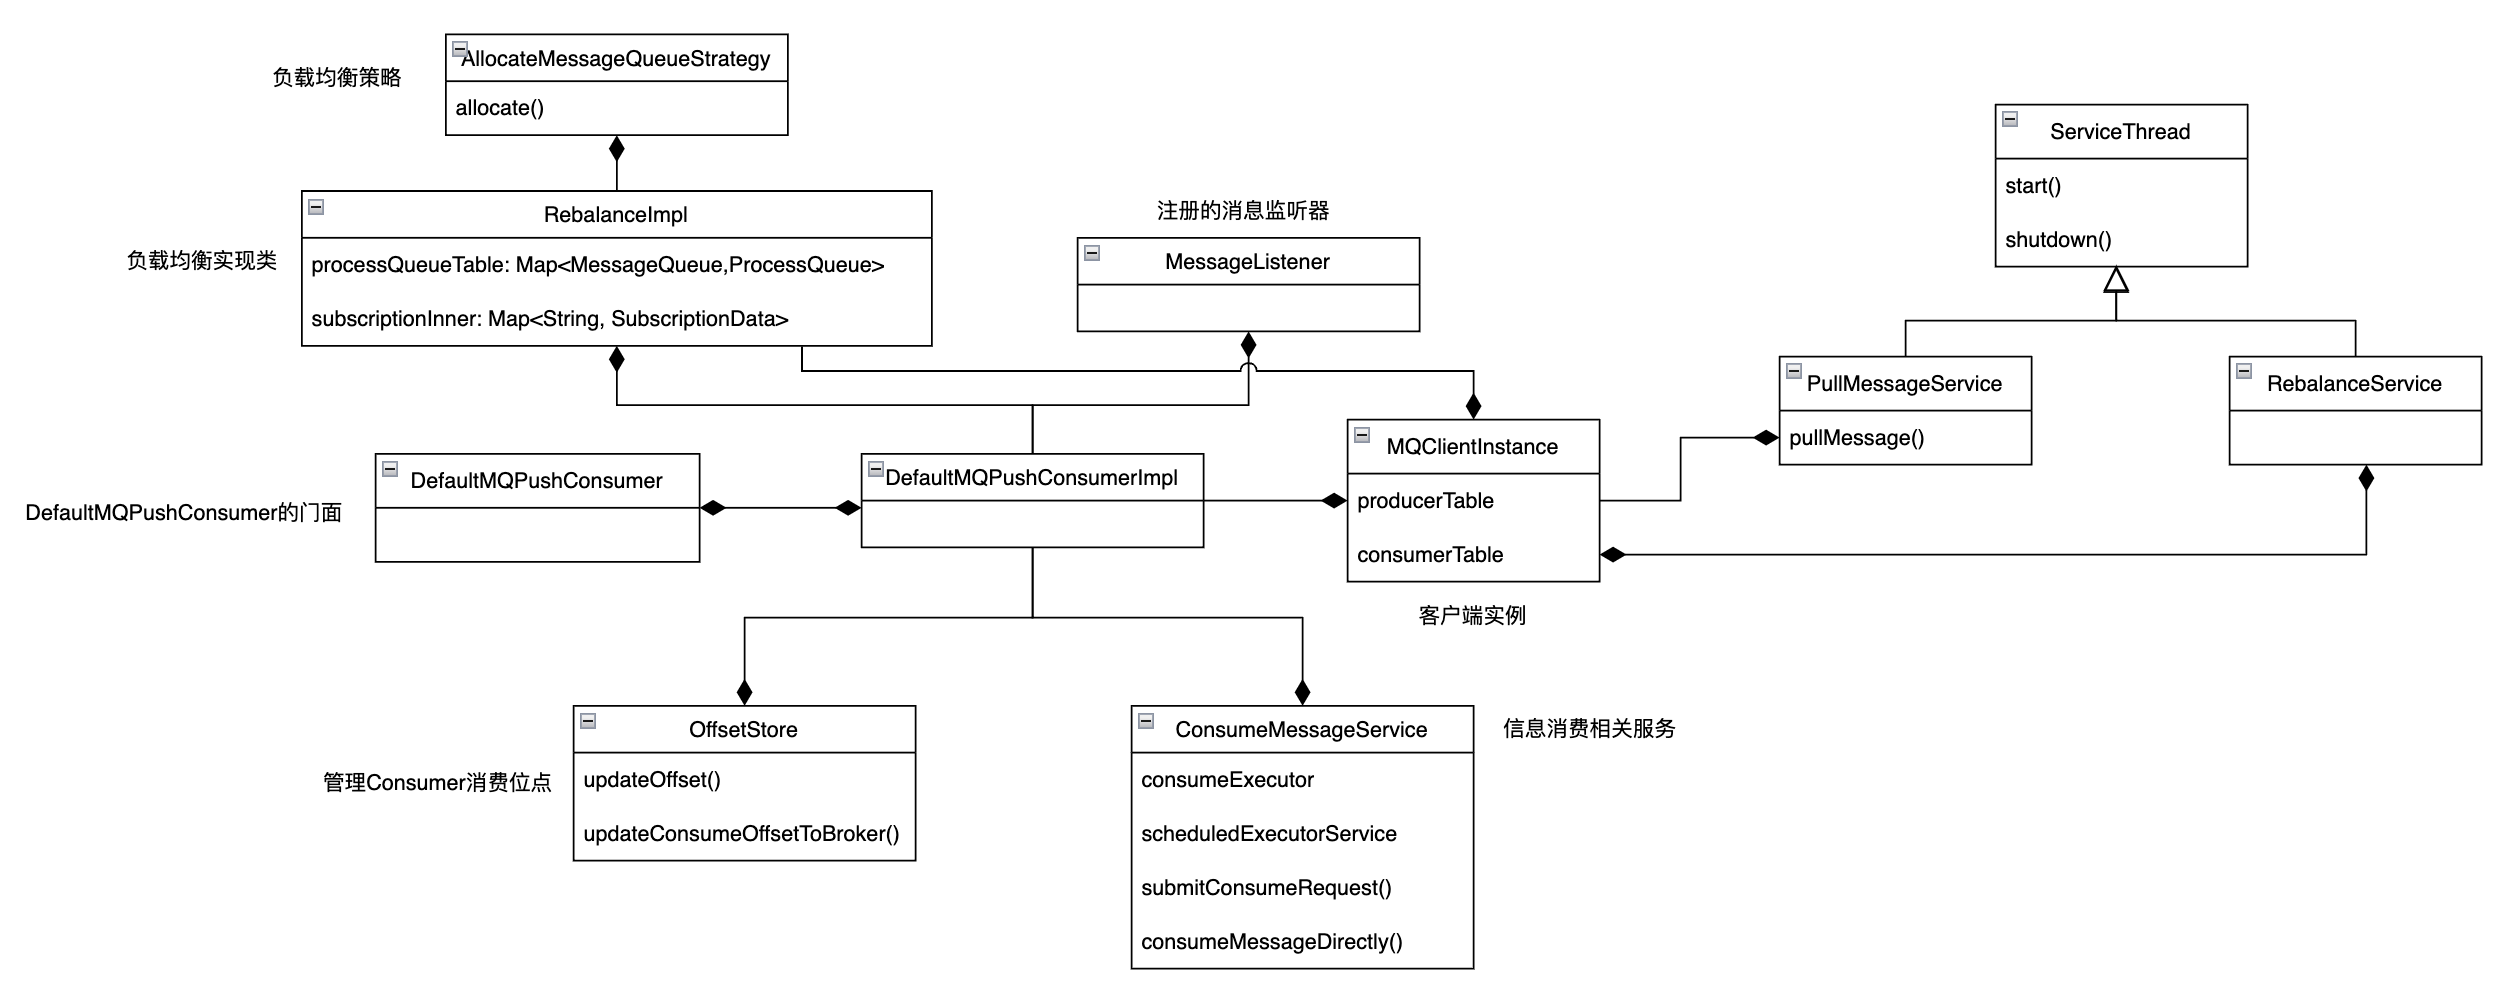 负载均衡策略
AllocateMessageQueueStrategy
allocate()
ServiceThread
start()
shutdown()
负载均衡实现类
RebalanceImpl
processQueueTable: Map<MessageQueue,ProcessQueue>
subscriptionInner: Map<String, SubscriptionData>
注册的消息监听器
MessageListener
PullMessageService
pullMessage()
RebalanceService
DefaultMQPushConsumer的门面
DefaultMQPushConsumer
DefaultMQPushConsumerImpl
MQClientInstance
producerTable
consumerTable
客户端实例
管理Consumer消费位点
OffsetStore
updateOffset()
updateConsumeOffsetToBroker()
ConsumeMessageService
consumeExecutor
scheduledExecutorService
submitConsumeRequest()
consumeMessageDirectly()
信息消费相关服务